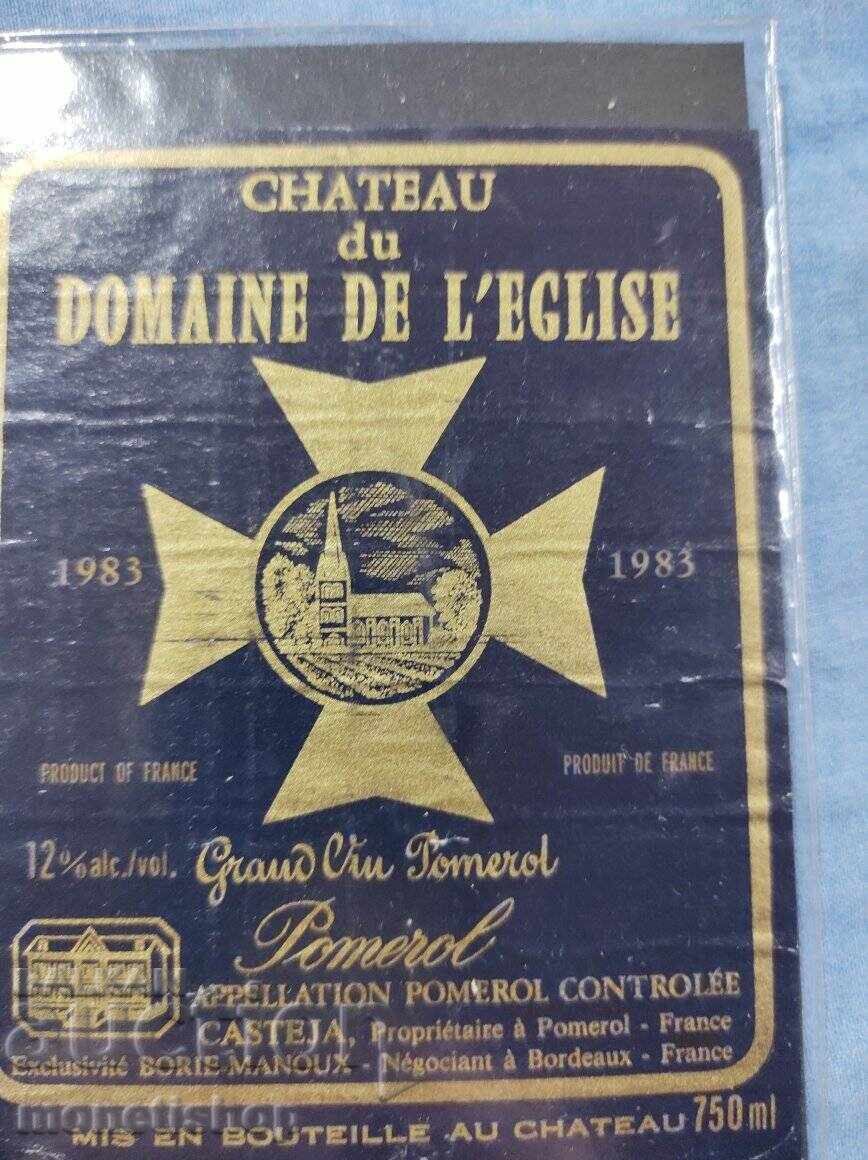 CHATEAU
du
DOMAINE DE L'EGLISE
1983 1983
PRODUCT OF FRANCE PRODUIT DE FRANCE
12% alc./vol. Grand Cru Pomerol
Pomerol
APPELLATION POMEROL CONTROLÉE
CASTEJA, Propriétaire à Pomerol - France
Exclusivité BORIE-MANOUX - Négociant à Bordeaux - France
monetishop
MIS EN BOUTEILLE AU CHATEAU 750 ml